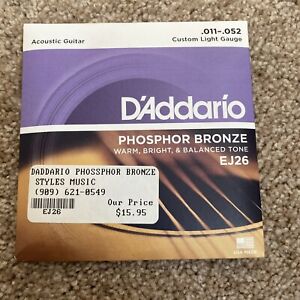 Acoustic Guitar
.011-.052
Custom Light Gauge
D'Addario
PHOSPHOR BRONZE
WARM, BRIGHT, & BALANCED TONE
EJ26
DADDARIO PHOSSPHOR BRONZE
STYLES MUSIC
(909) 621-0549
Our Price
EJ26
$15.95